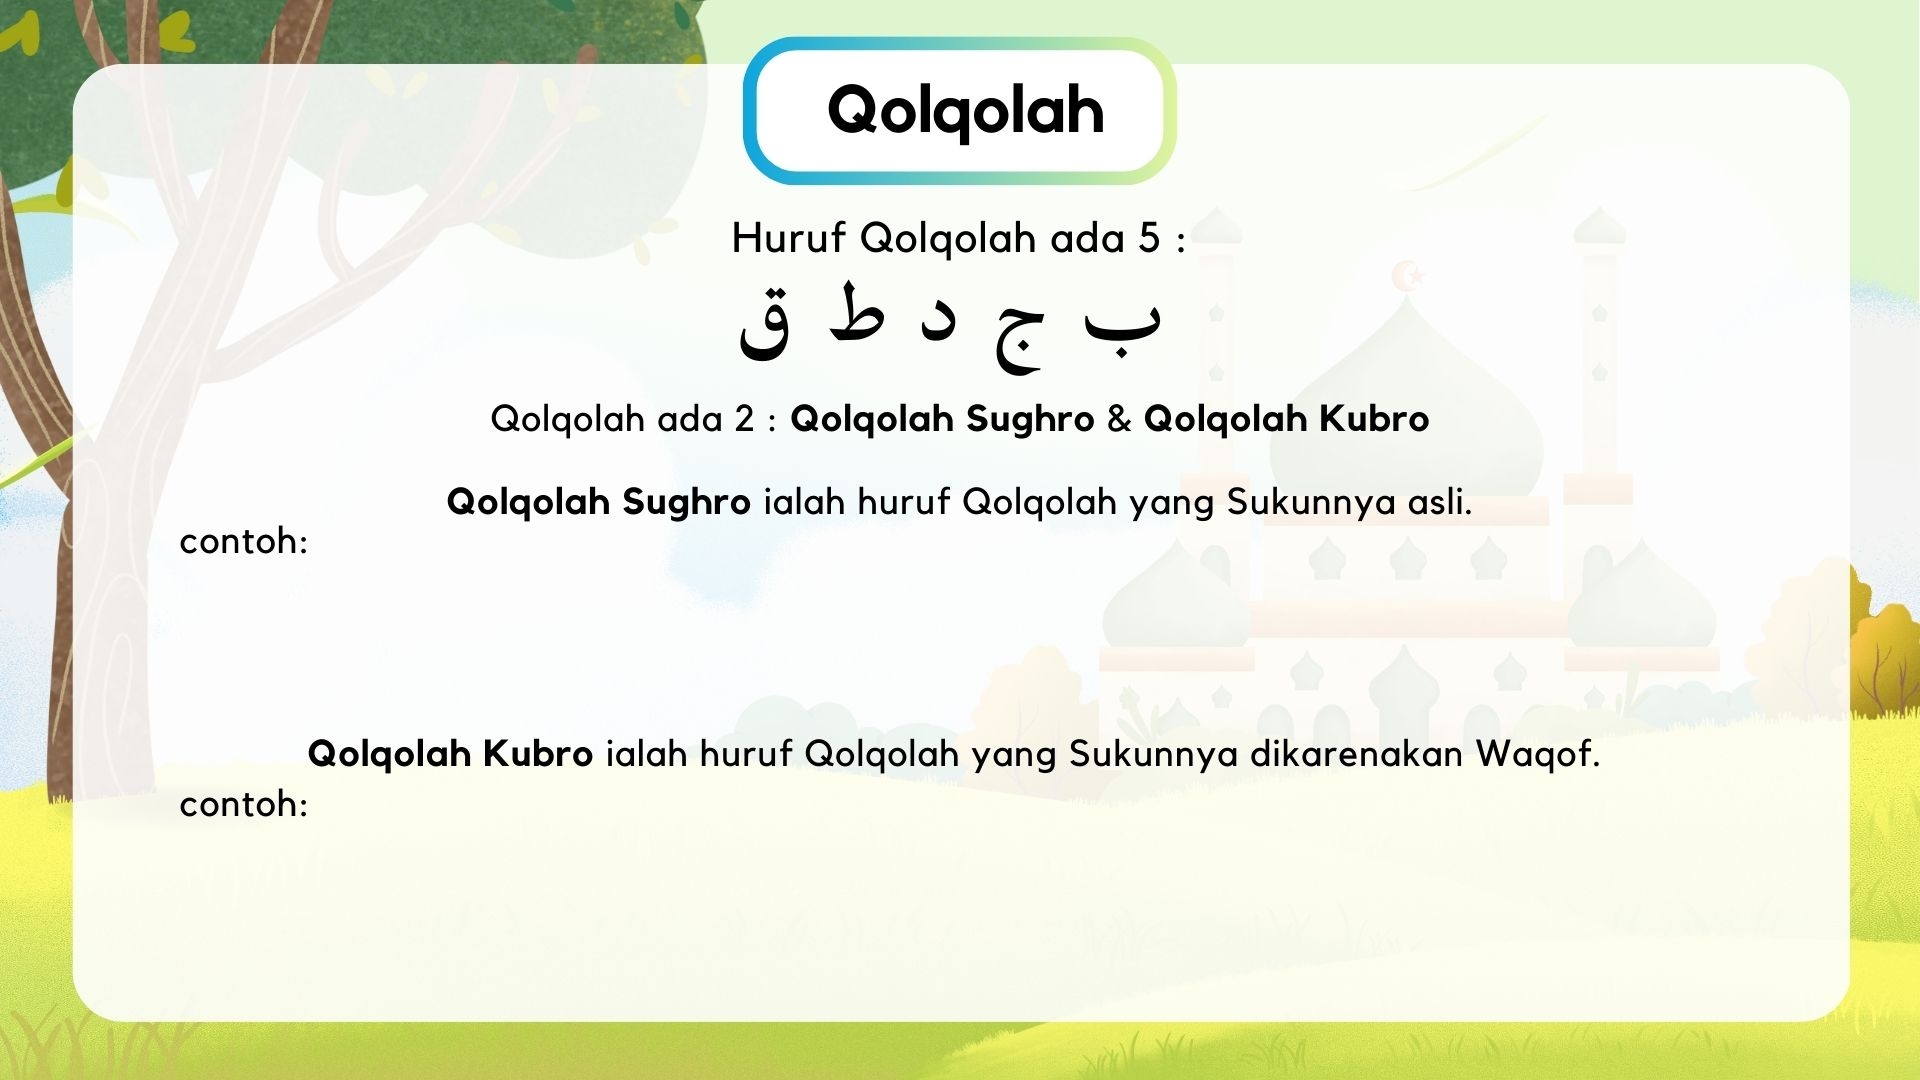 Qolqolah
Huruf Qolqolah ada 5 :
ب ج د ط ق
Qolqolah ada 2 : Qolqolah Sughro & Qolqolah Kubro
Qolqolah Sughro ialah huruf Qolqolah yang Sukunnya asli.
contoh:
Qolqolah Kubro ialah huruf Qolqolah yang Sukunnya dikarenakan Waqof.
contoh: